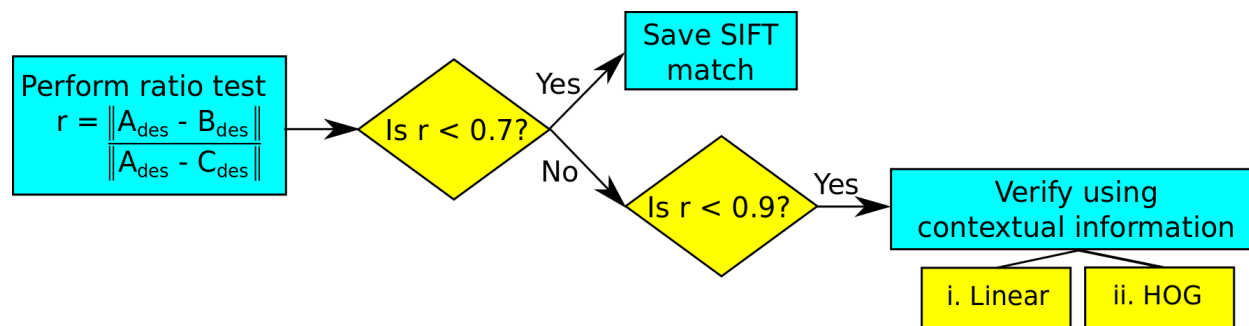 Perform ratio test
r = ‖A_des - B_des‖
‖A_des - C_des‖
Is r < 0.7?
Yes
Save SIFT
match
No
Is r < 0.9?
Yes
Verify using
contextual information
i. Linear
ii. HOG